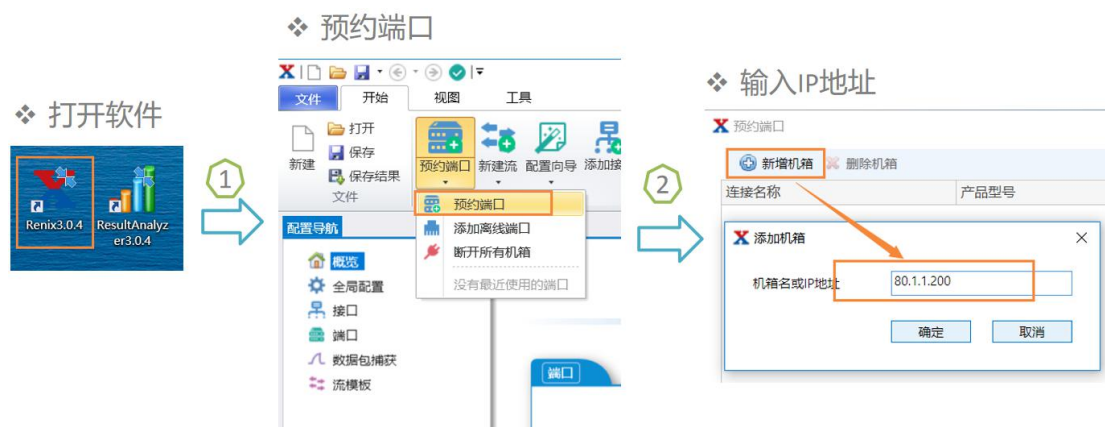 ❖ 打开软件
Renix3.0.4
ResultAnalyz
er3.0.4
1
❖ 预约端口
文件
开始
视图
工具
新建
打开
保存
保存结果
文件
预约端口
新建流
配置向导
添加接
预约端口
添加离线端口
断开所有机箱
没有最近使用的端口
配置导航
概览
全局配置
接口
端口
数据包捕获
流模板
端口
2
❖ 输入IP地址
预约端口
新增机箱
删除机箱
连接名称
产品型号
添加机箱
机箱名或IP地址
80.1.1.200
确定
取消